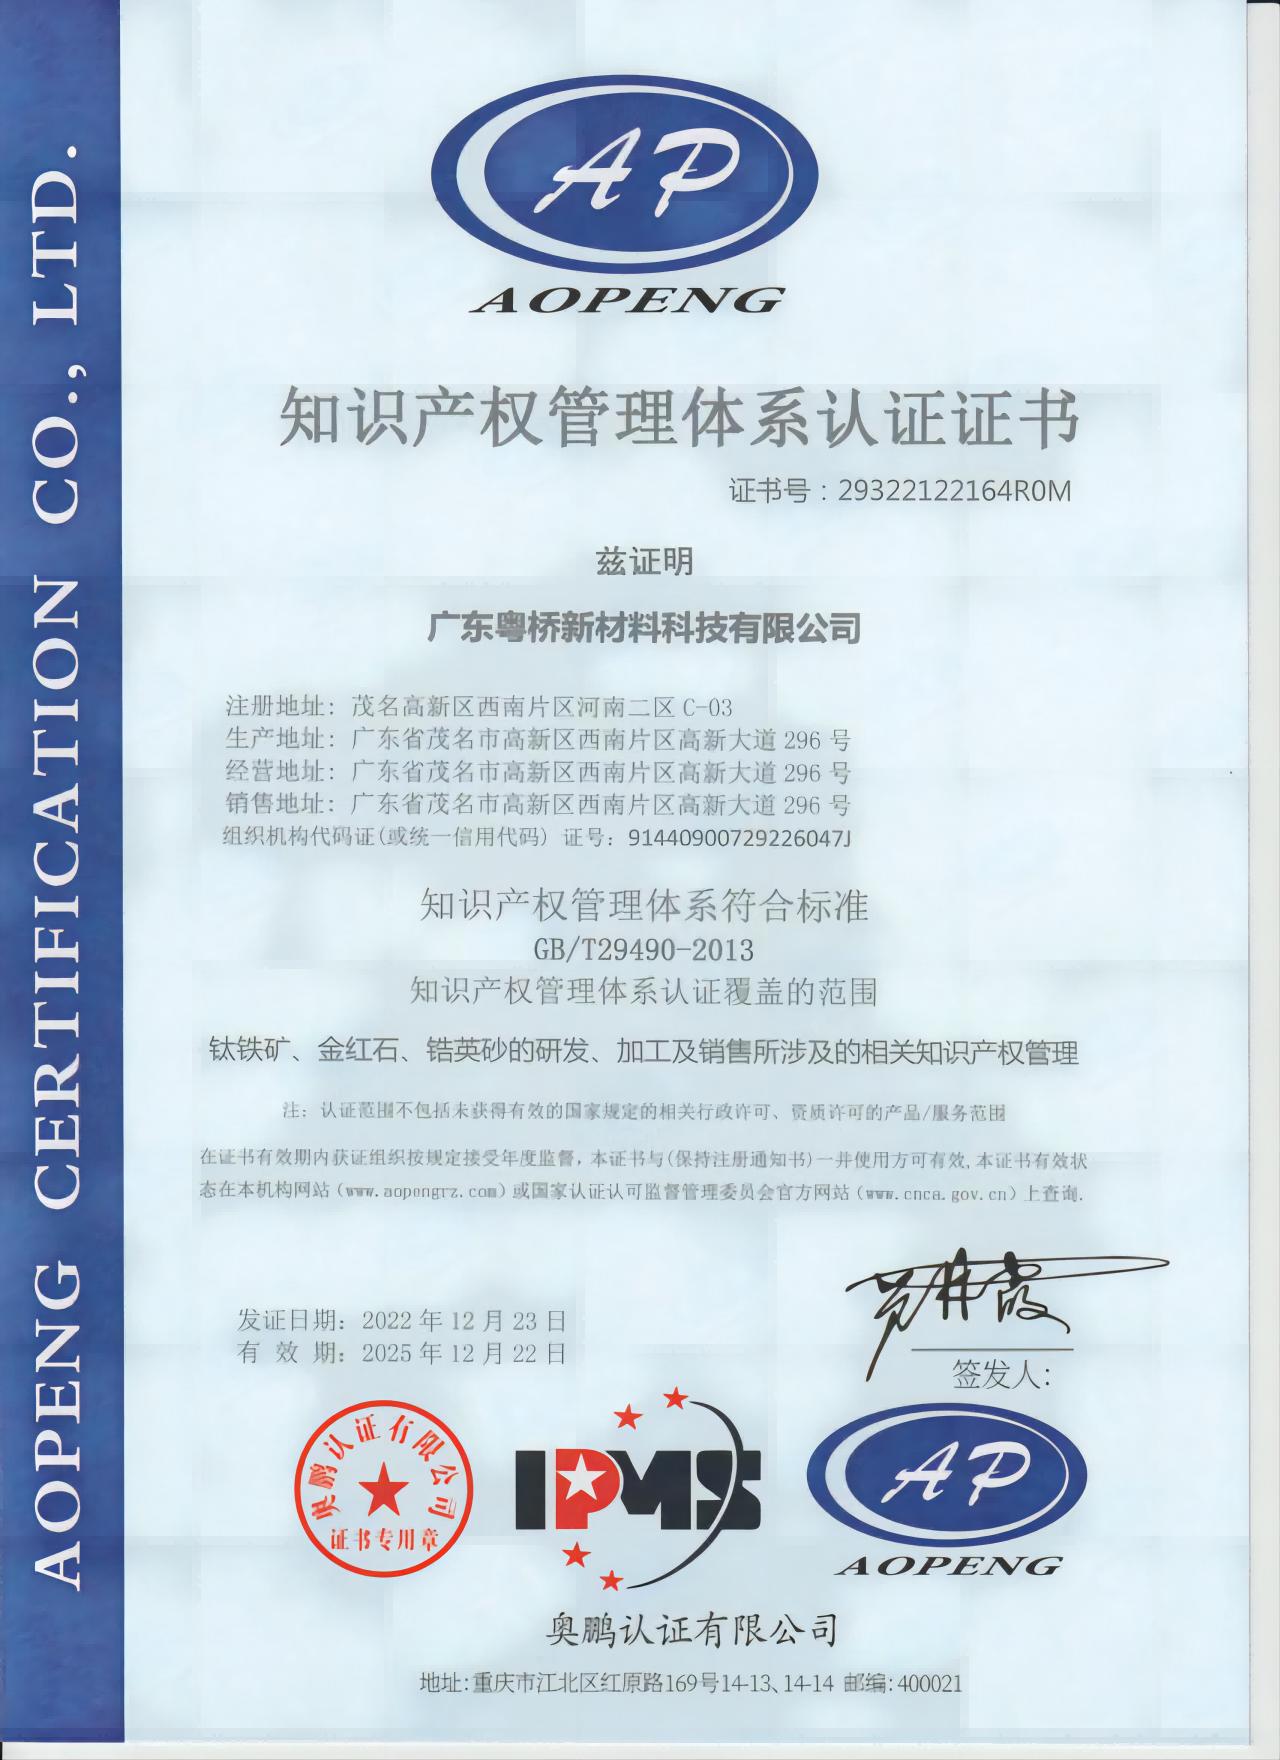 AOPENG CERTIFICATION CO., LTD.
AP
AOPENG
知识产权管理体系认证证书
证书号：29322122164R0M
兹证明
广东粤桥新材料科技有限公司
注册地址：茂名高新区西南片区河南二区 C-03
生产地址：广东省茂名市高新区西南片区高新大道 296 号
经营地址：广东省茂名市高新区西南片区高新大道 296 号
销售地址：广东省茂名市高新区西南片区高新大道 296 号
组织机构代码证(或统一信用代码) 证号：91440900729226047J
知识产权管理体系符合标准
GB/T29490-2013
知识产权管理体系认证覆盖的范围
钛铁矿、金红石、锆英砂的研发、加工及销售所涉及的相关知识产权管理
注：认证范围不包括未获得有效的国家规定的相关行政许可、资质许可的产品/服务范围
在证书有效期内获证组织按规定接受年度监督，本证书与(保持注册通知书)一并使用方可有效,本证书有效状
态在本机构网站（www.aopengrz.com）或国家认证认可监督管理委员会官方网站（www.cnca.gov.cn）上查询.
发证日期：2022 年 12 月 23 日
有 效 期：2025 年 12 月 22 日
签发人:
奥鹏认证有限公司
证书专用章
IPMS
AP
AOPENG
奥鹏认证有限公司
地址:重庆市江北区红原路169号14-13、14-14 邮编:400021